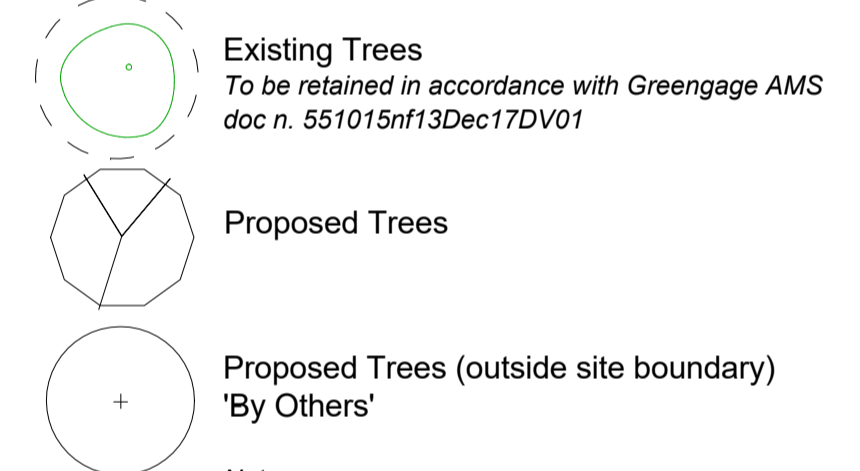 Existing Trees
To be retained in accordance with Greengage AMS
doc n. 551015nf13Dec17DV01
Proposed Trees
Proposed Trees (outside site boundary)
'By Others'